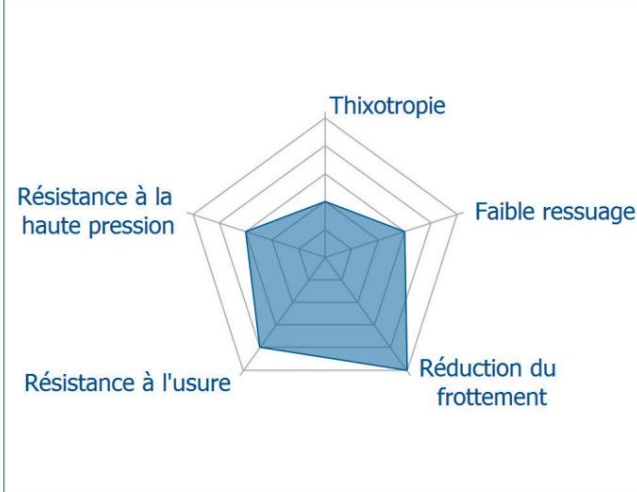 Thixotropie
Résistance à la
haute pression
Faible ressuage
Résistance à l'usure
Réduction du
frottement